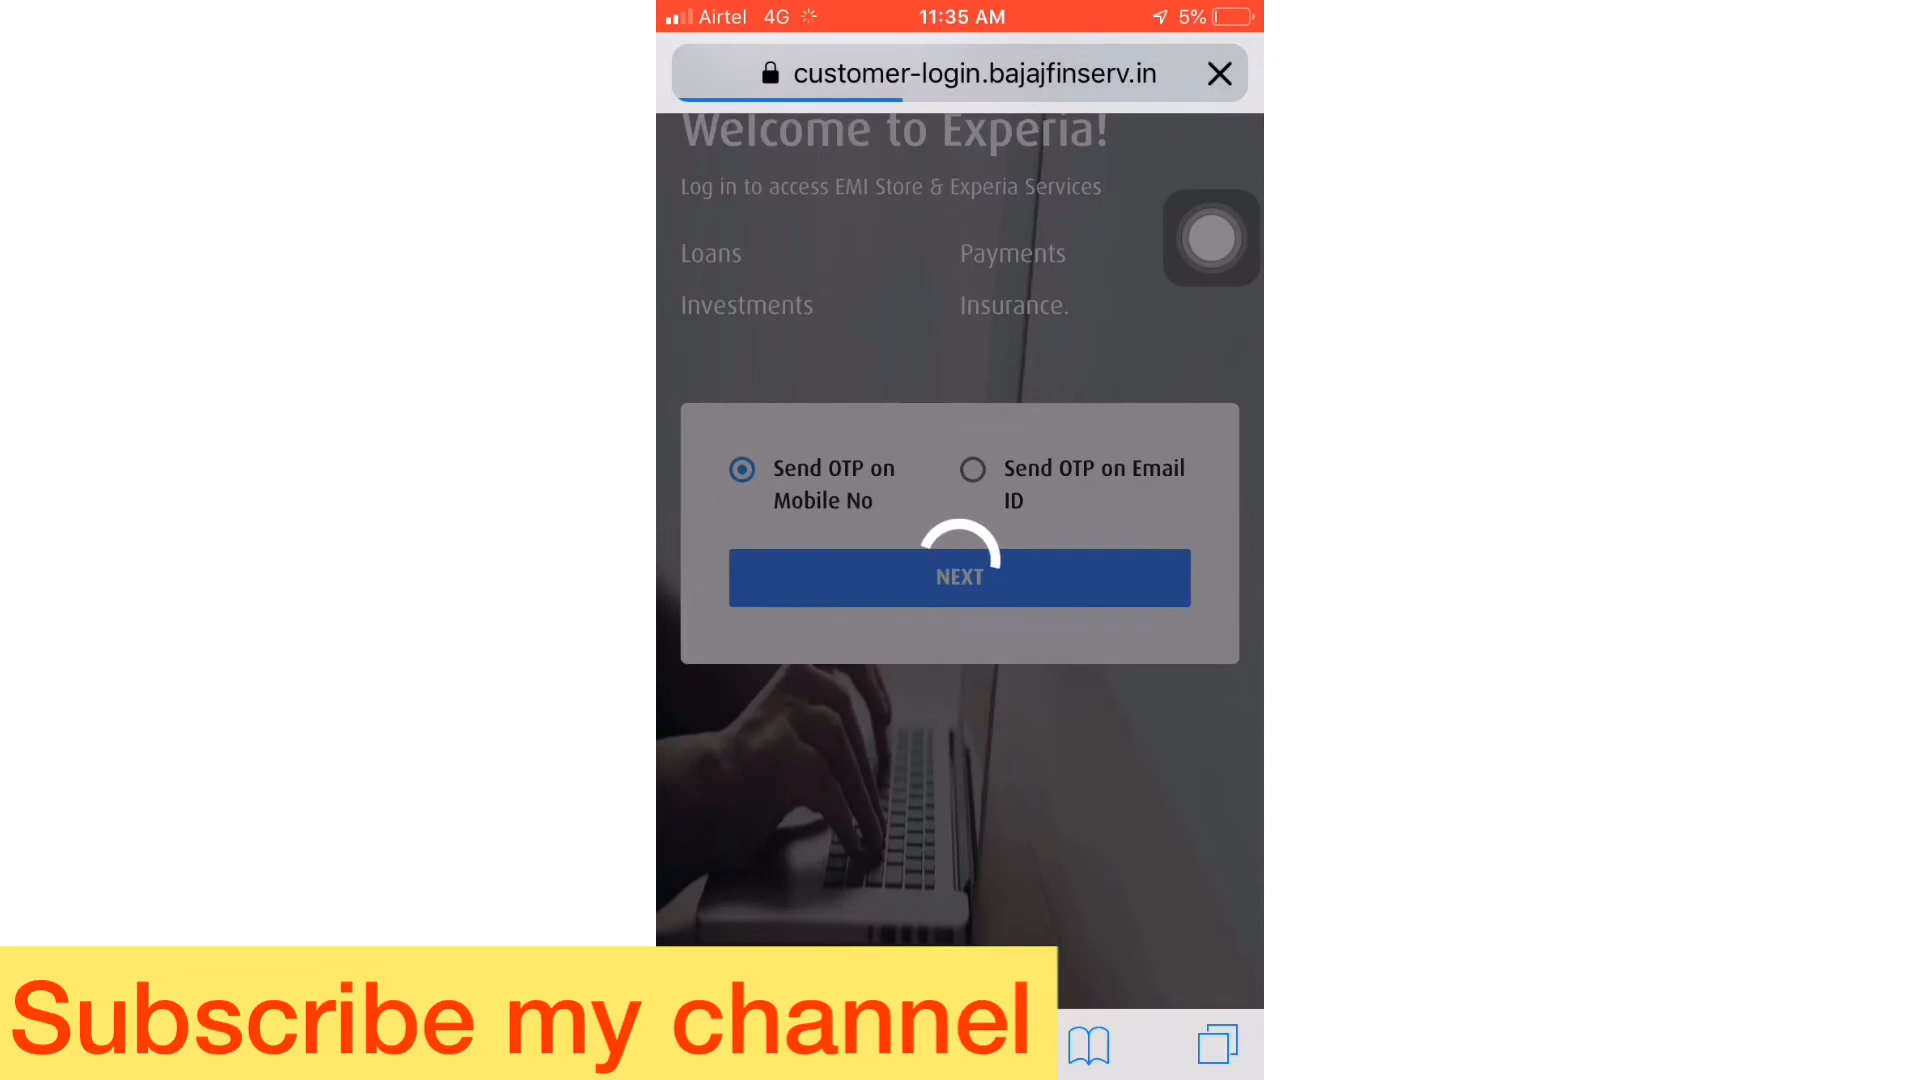 Airtel 4G 11:35 AM 5%
customer-login.bajajfinserv.in
Welcome to Experia!
Log in to access EMI Store & Experia Services
Loans
Payments
Investments
Insurance.
Send OTP on
Mobile No
Send OTP on Email
ID
NEXT
Subscribe my channel